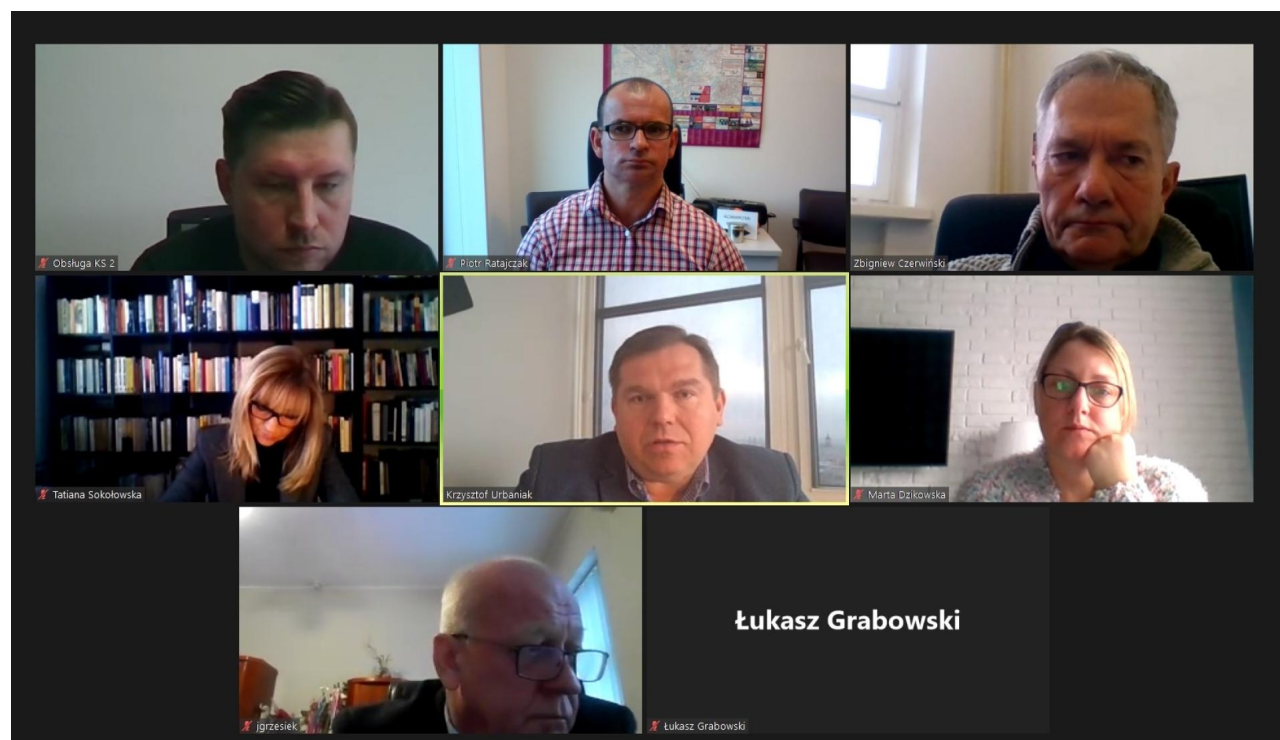 Obsługa KS 2
Piotr Ratajczak
Zbigniew Czerwiński
Tatiana Sokołowska
Krzysztof Urbaniak
Marta Dzikowska
Łukasz Grabowski
jgrzesiek
Łukasz Grabowski